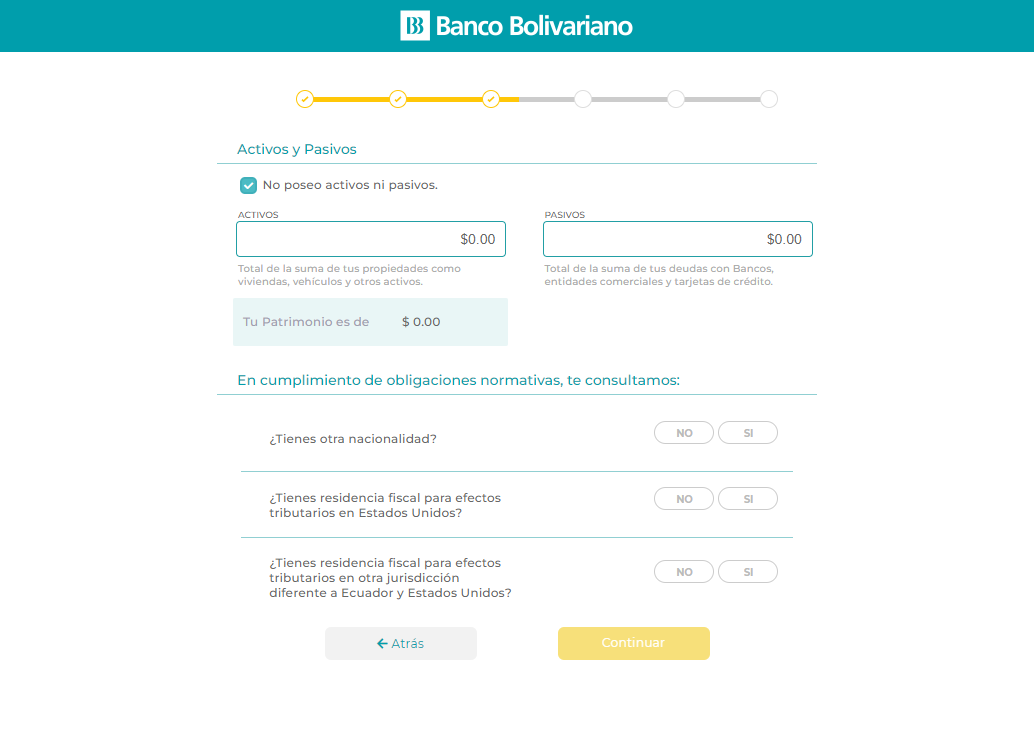 Banco Bolivariano
Activos y Pasivos
No poseo activos ni pasivos.
ACTIVOS
$0.00
Total de la suma de tus propiedades como
viviendas, vehículos y otros activos.
PASIVOS
$0.00
Total de la suma de tus deudas con Bancos,
entidades comerciales y tarjetas de crédito.
Tu Patrimonio es de $ 0.00
En cumplimiento de obligaciones normativas, te consultamos:
¿Tienes otra nacionalidad?
NO SI
¿Tienes residencia fiscal para efectos
tributarios en Estados Unidos?
NO SI
¿Tienes residencia fiscal para efectos
tributarios en otra jurisdicción
diferente a Ecuador y Estados Unidos?
NO SI
← Atrás
Continuar